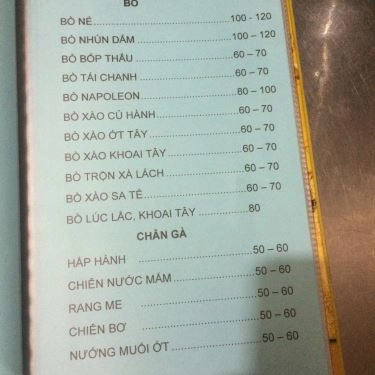 BÒ
BÒ NÉ..................................100 - 120
BÒ NHÚN DẤM..........................100 – 120
BÒ BÓP THẤU..........................60 – 70
BÒ TÁI CHANH..........................60 – 70
BÒ NAPOLEON..........................80 – 100
BÒ XÀO CỦ HÀNH.....................60 – 70
BÒ XÀO ỚT TÂY.......................60 – 70
BÒ XÀO KHOAI TÂY..................60 – 70
BÒ TRỘN XÀ LÁCH....................60 – 70
BÒ XÀO SA TẾ..........................60 – 70
BÒ LÚC LẮC, KHOAI TÂY............80
CHÂN GÀ
HẤP HÀNH ..........................50 – 60
CHIÊN NƯỚC MẮM..................50 – 60
RANG ME ..........................50 – 60
CHIÊN BƠ ..........................50 – 60
NƯỚNG MUỐI ỚT....................50 – 60